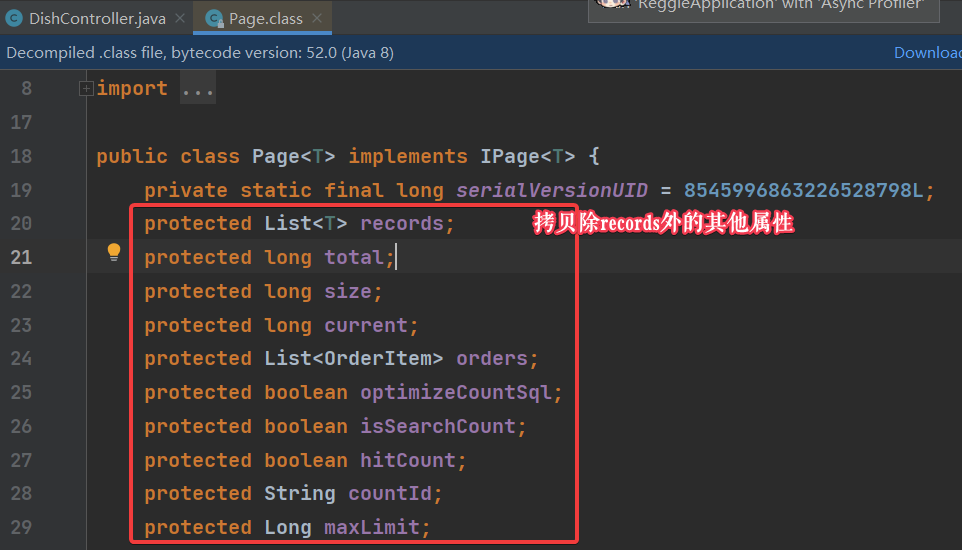 DishController.java × Page.class ×
'ReggieApplication' with 'Async Profiler'
Decompiled .class file, bytecode version: 52.0 (Java 8) Download
8 import ...
17
18 public class Page<T> implements IPage<T> {
19 private static final long serialVersionUID = 8545996863226528798L;
20 protected List<T> records; 拷贝除records外的其他属性
21 protected long total;
22 protected long size;
23 protected long current;
24 protected List<OrderItem> orders;
25 protected boolean optimizeCountSql;
26 protected boolean isSearchCount;
27 protected boolean hitCount;
28 protected String countId;
29 protected Long maxLimit;